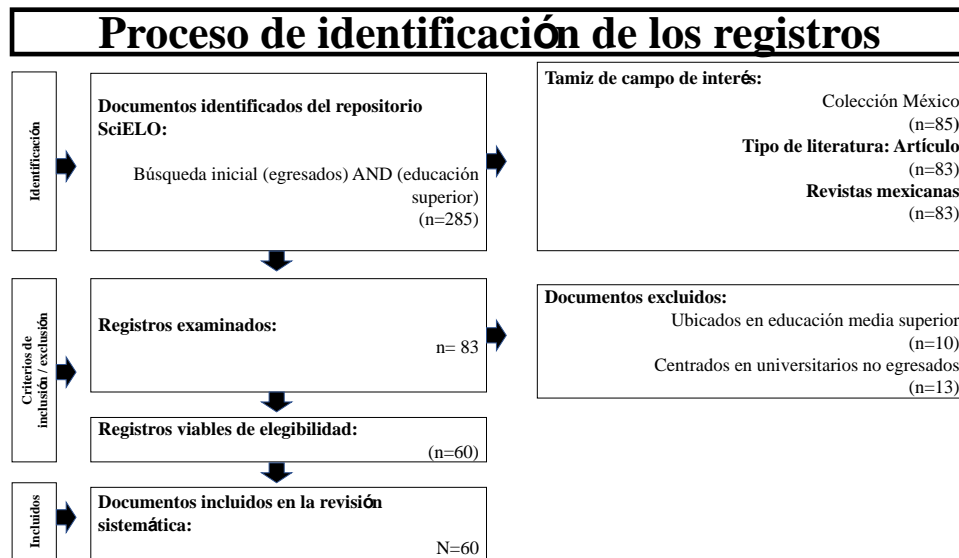 Proceso de identificación de los registros
Identificación
Documentos identificados del repositorio
SciELO:
Búsqueda inicial (egresados) AND (educación
superior)
(n=285)
Tamiz de campo de interés:
Colección México
(n=85)
Tipo de literatura: Artículo
(n=83)
Revistas mexicanas
(n=83)
Criterios de
inclusión / exclusión
Registros examinados:
n= 83
Documentos excluidos:
Ubicados en educación media superior
(n=10)
Centrados en universitarios no egresados
(n=13)
Registros viables de elegibilidad:
(n=60)
Incluidos
Documentos incluidos en la revisión
sistemática:
N=60